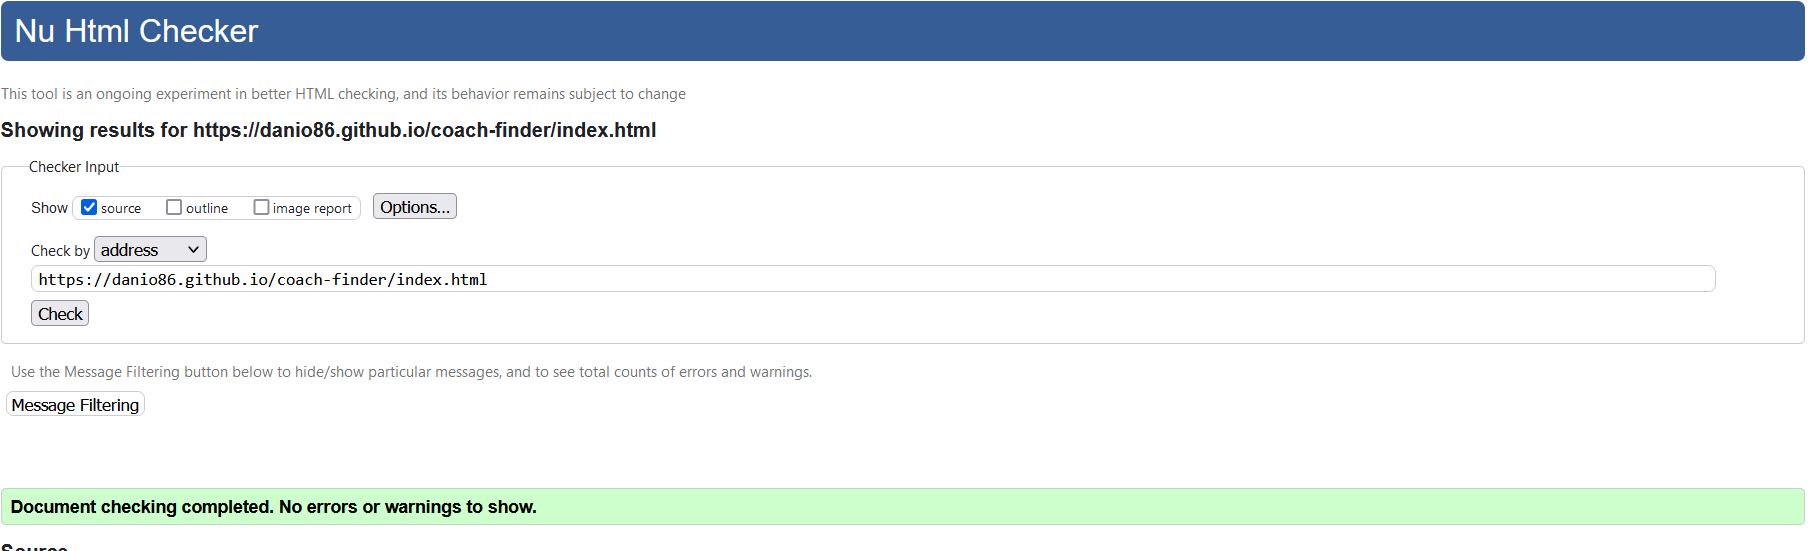 Nu Html Checker
This tool is an ongoing experiment in better HTML checking, and its behavior remains subject to change
Showing results for https://danio86.github.io/coach-finder/index.html
Checker Input
Show source outline image report Options...
Check by address
https://danio86.github.io/coach-finder/index.html
Check
Use the Message Filtering button below to hide/show particular messages, and to see total counts of errors and warnings.
Message Filtering
Document checking completed. No errors or warnings to show.
Source